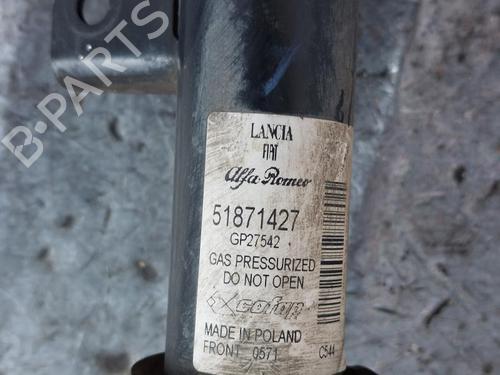 B-PARTS
LANCIA
FIAT
Alfa Romeo
51871427
GP27542
GAS PRESSURIZED
DO NOT OPEN
cofap
MADE IN POLAND
FRONT 0571 C544